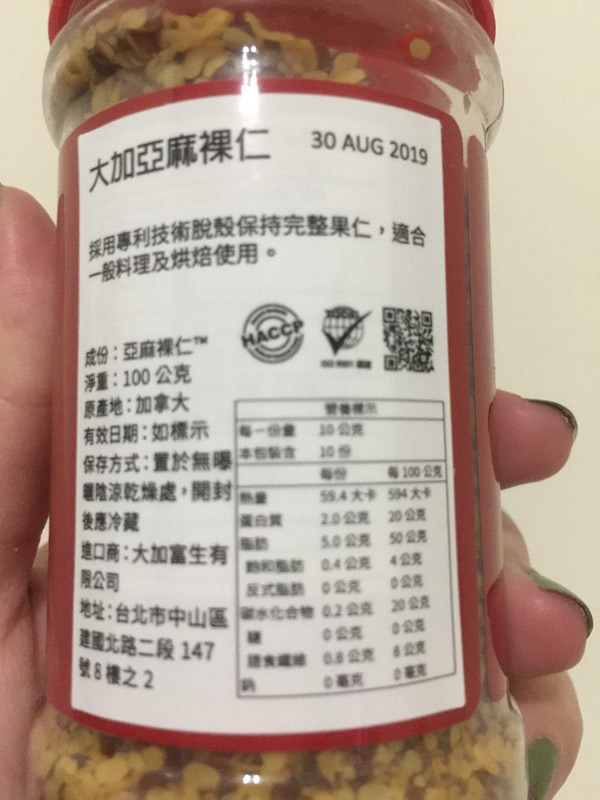 大加亞麻裸仁
30 AUG 2019
採用專利技術脫殼保持完整果仁，適合
一般料理及烘焙使用。
HACCP
ISO 9001
成份：亞麻裸仁™
淨重：100 公克
原產地：加拿大
有效日期：如標示
保存方式：置於無曝
曬陰涼乾燥處，開封
後應冷藏
進口商：大加富生有
限公司
地址：台北市中山區
建國北路二段 147
號 8 樓之 2
營養標示
每一份量 10 公克
本包裝含 10 份
每份 每 100 公克
熱量 59.4 大卡 594 大卡
蛋白質 2.0 公克 20 公克
脂肪 5.0 公克 50 公克
飽和脂肪 0.4 公克 4 公克
反式脂肪 0 公克 0 公克
碳水化合物 0.2 公克 20 公克
糖 0 公克 0 公克
膳食纖維 0.8 公克 8 公克
鈉 0 毫克 0 毫克